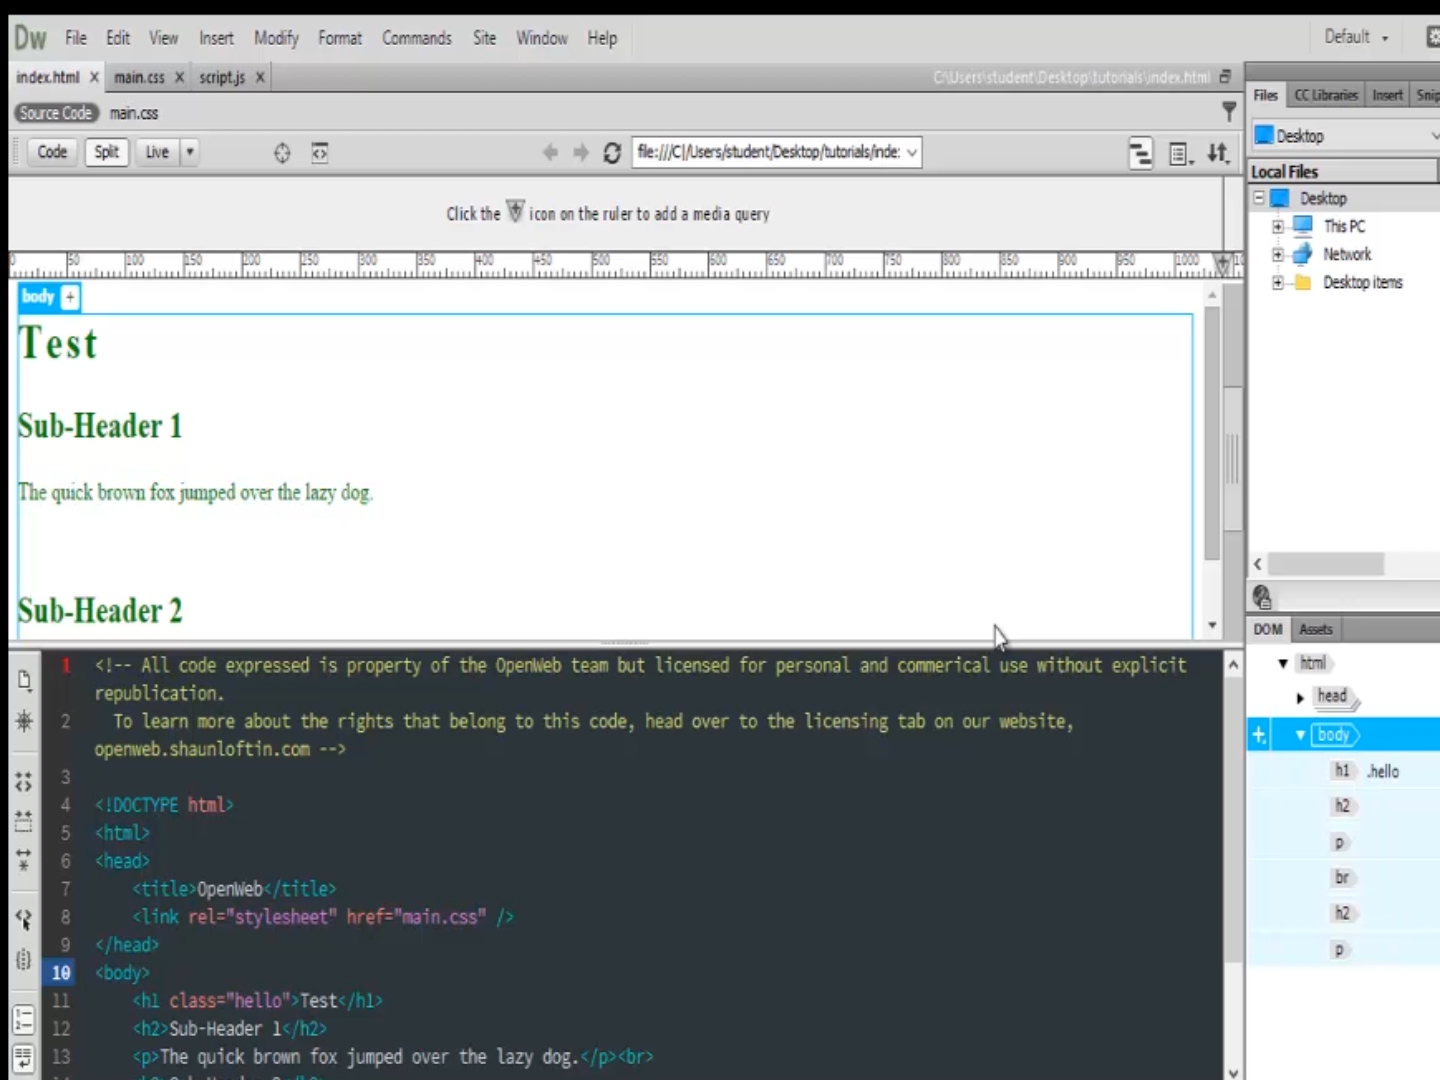 Dw File Edit View Insert Modify Format Commands Site Window Help Default
index.html × main.css × script.js × C:\Users\student\Desktop\tutorials\index.html
Source Code main.css
Code Split Live file:///C|/Users/student/Desktop/tutorials/inde:
Click the icon on the ruler to add a media query
0 50 100 150 200 250 300 350 400 450 500 550 600 650 700 750 800 850 900 950 1000
body +
Test
Sub-Header 1
The quick brown fox jumped over the lazy dog.
Sub-Header 2
1 <!-- All code expressed is property of the OpenWeb team but licensed for personal and commerical use without explicit
republication.
2 To learn more about the rights that belong to this code, head over to the licensing tab on our website,
openweb.shaunloftin.com -->
3
4 <!DOCTYPE html>
5 <html>
6 <head>
7 <title>OpenWeb</title>
8 <link rel="stylesheet" href="main.css" />
9 </head>
10 <body>
11 <h1 class="hello">Test</h1>
12 <h2>Sub-Header 1</h2>
13 <p>The quick brown fox jumped over the lazy dog.</p><br>
Files CC Libraries Insert Snip
Desktop
Local Files
Desktop
This PC
Network
Desktop items
DOM Assets
html
head
body
h1 .hello
h2
p
br
h2
p